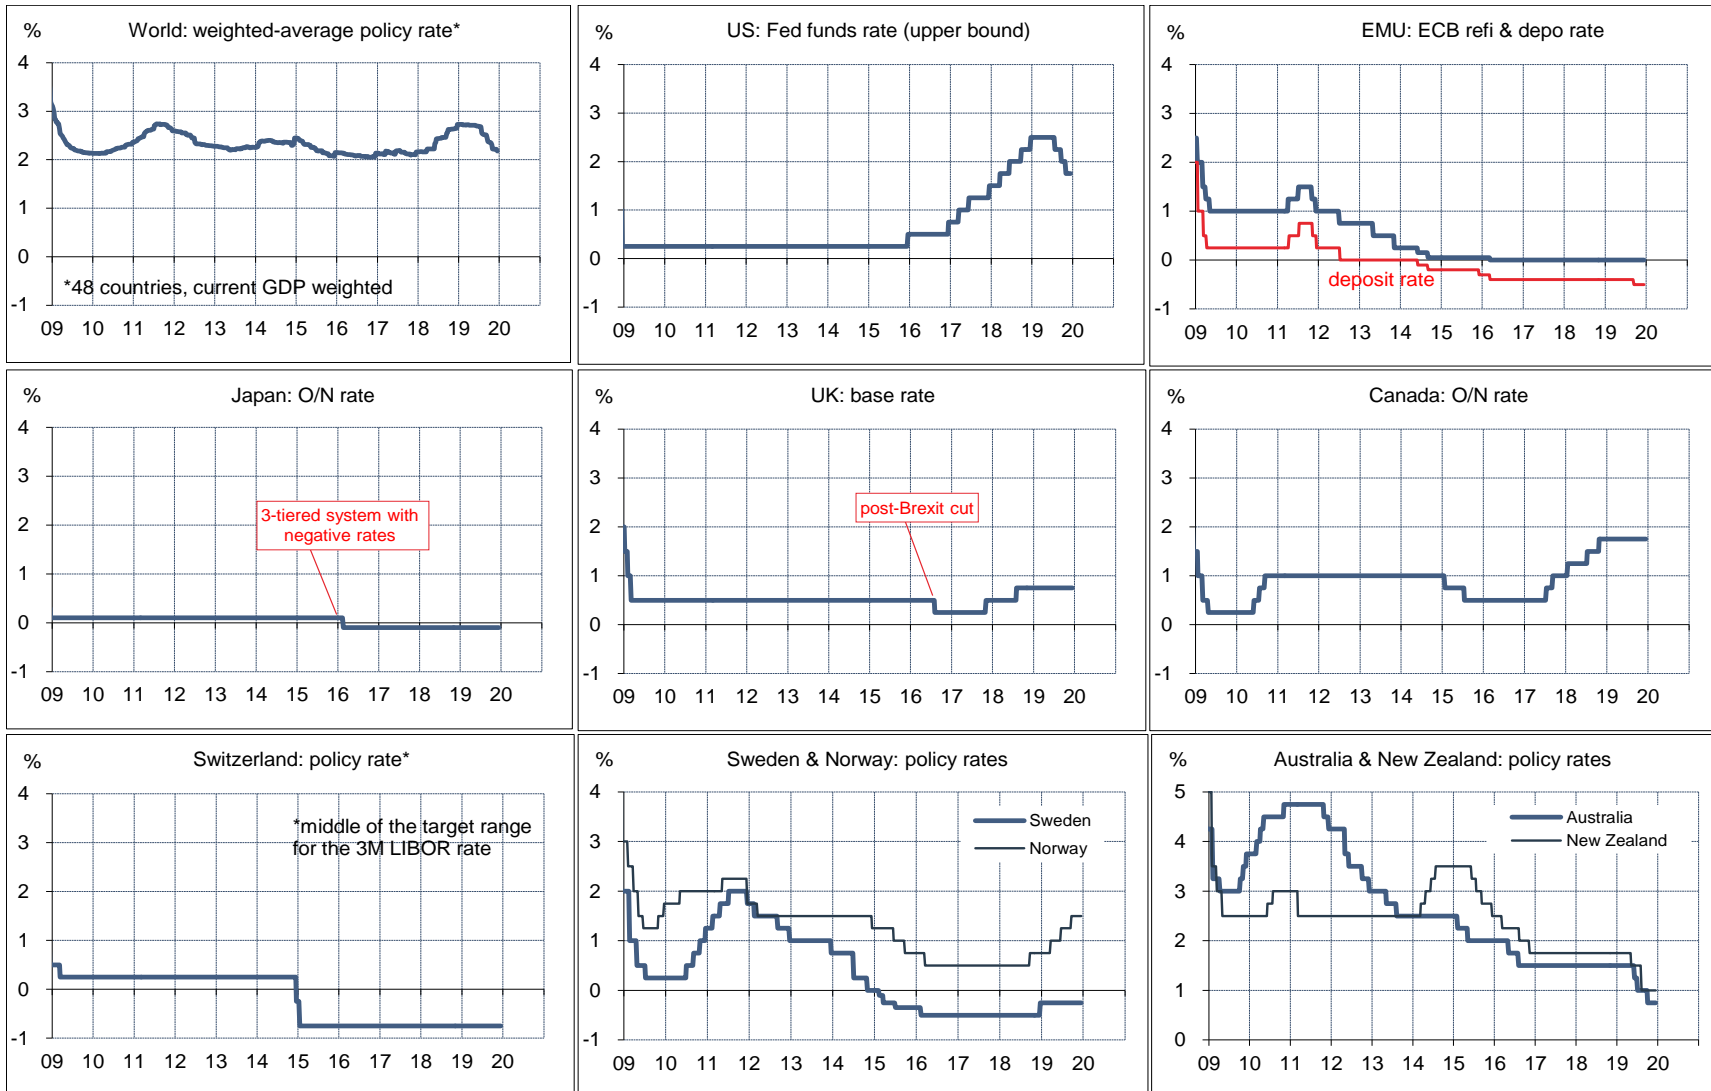 World: weighted-average policy rate*
%
4
3
2
1
0
-1
*48 countries, current GDP weighted
09 10 11 12 13 14 15 16 17 18 19 20
US: Fed funds rate (upper bound)
%
4
3
2
1
0
-1
09 10 11 12 13 14 15 16 17 18 19 20
EMU: ECB refi & depo rate
%
4
3
2
1
0
-1
deposit rate
09 10 11 12 13 14 15 16 17 18 19 20
Japan: O/N rate
%
4
3
2
1
0
-1
3-tiered system with
negative rates
09 10 11 12 13 14 15 16 17 18 19 20
UK: base rate
%
4
3
2
1
0
-1
post-Brexit cut
09 10 11 12 13 14 15 16 17 18 19 20
Canada: O/N rate
%
4
3
2
1
0
-1
09 10 11 12 13 14 15 16 17 18 19 20
Switzerland: policy rate*
%
4
3
2
1
0
-1
*middle of the target range
for the 3M LIBOR rate
09 10 11 12 13 14 15 16 17 18 19 20
Sweden & Norway: policy rates
%
4
3
2
1
0
-1
Sweden
Norway
09 10 11 12 13 14 15 16 17 18 19 20
Australia & New Zealand: policy rates
%
5
4
3
2
1
0
Australia
New Zealand
09 10 11 12 13 14 15 16 17 18 19 20